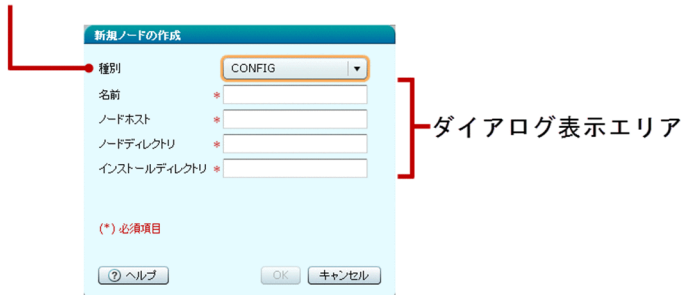 新規ノードの作成
種別 CONFIG
名前 *
ノードホスト *
ノードディレクトリ *
インストールディレクトリ *
ダイアログ表示エリア
(*) 必須項目
? ヘルプ OK キャンセル